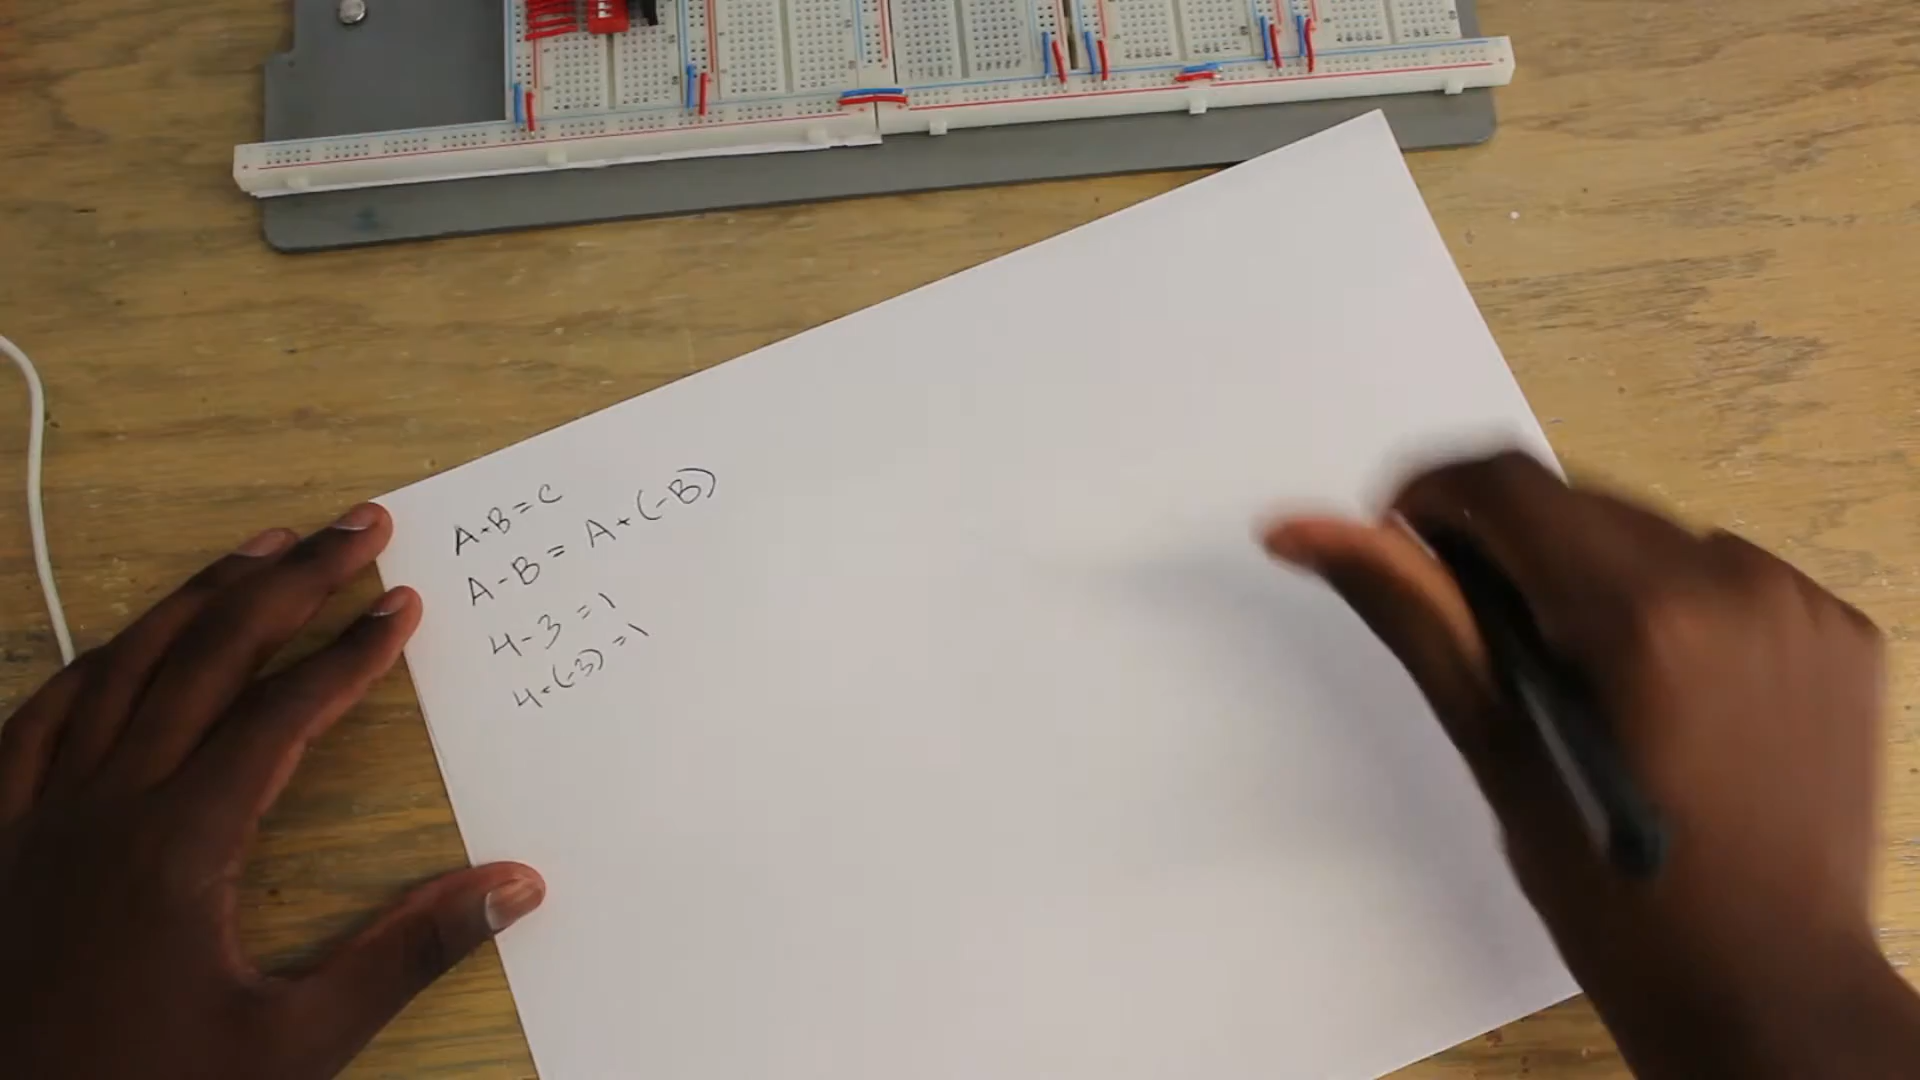 A+B=C
A-B = A+(-B)
4-3 =1
4+(-3) =1